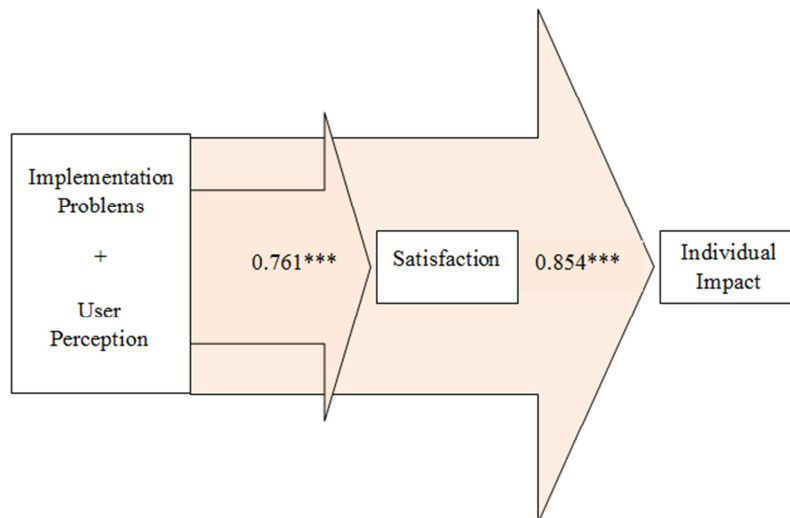 Implementation
Problems
+
User
Perception
0.761***
Satisfaction
0.854***
Individual
Impact